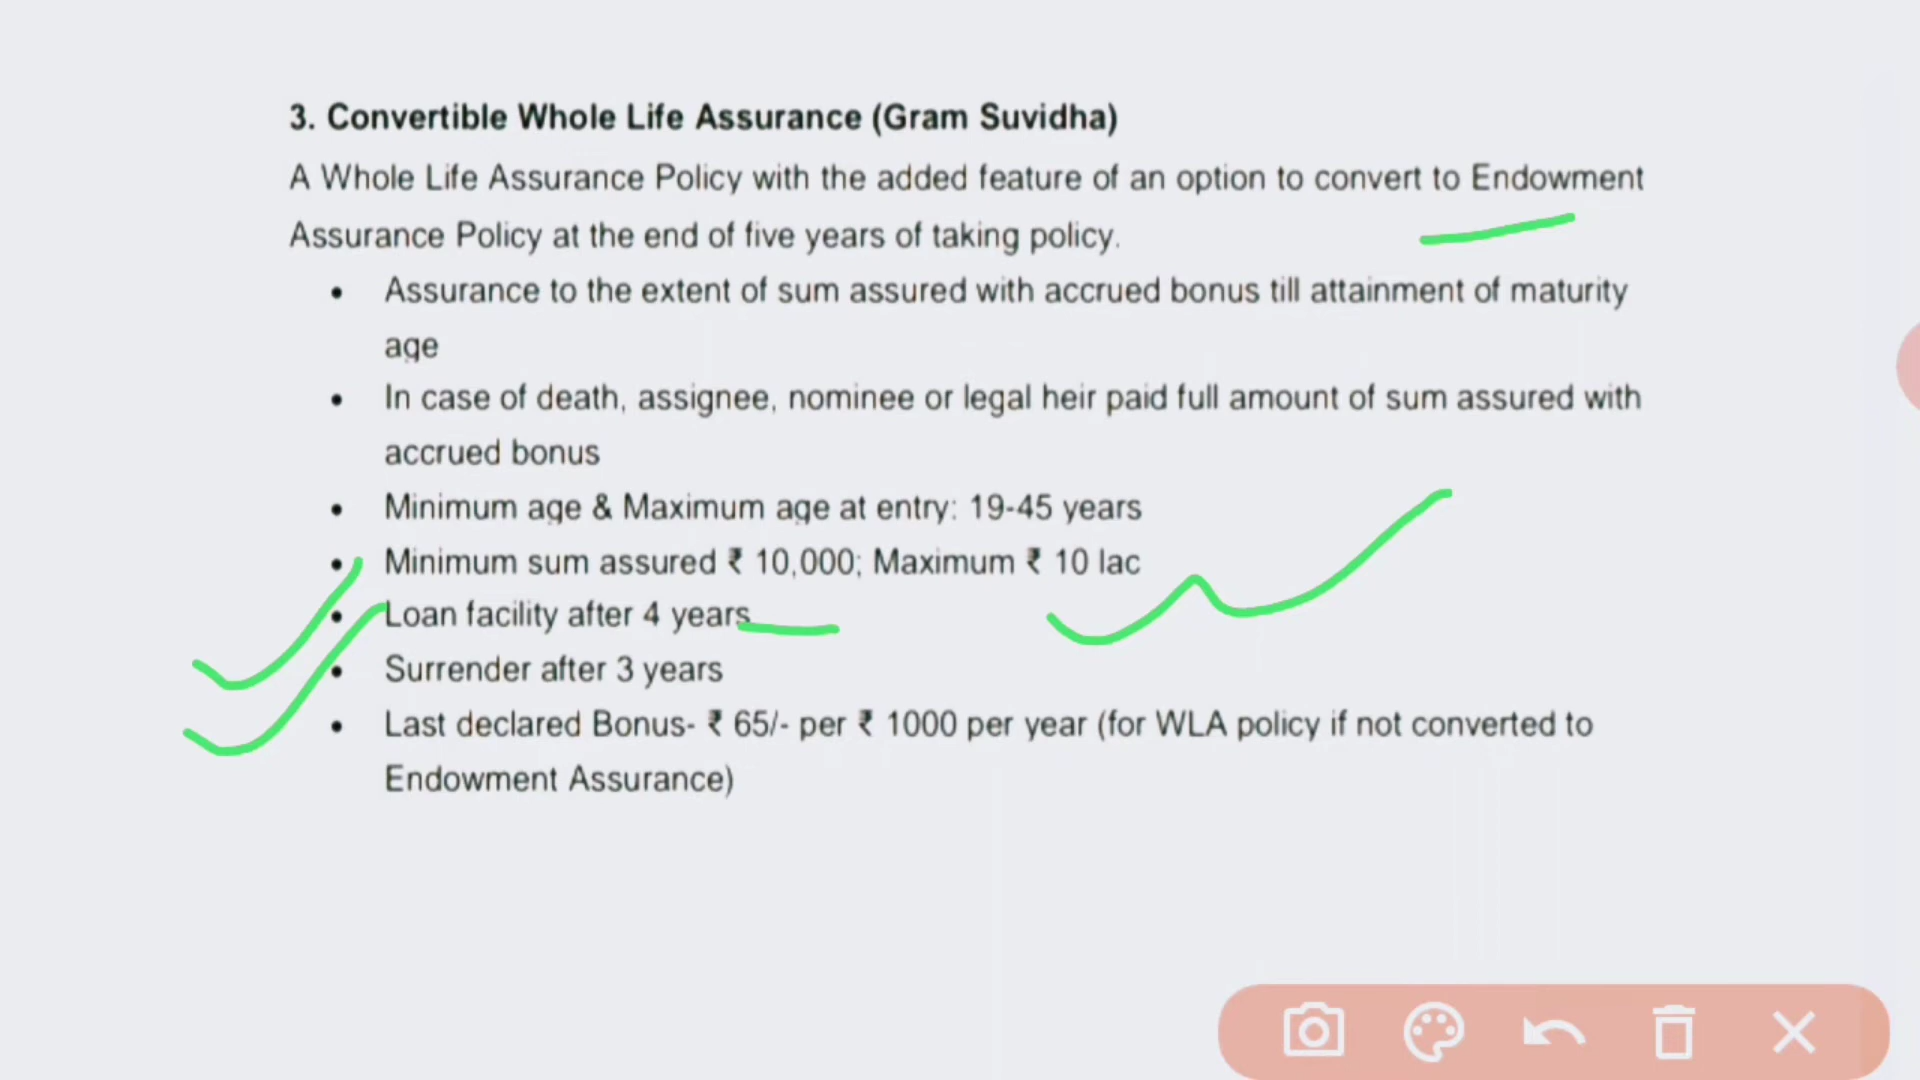 3. Convertible Whole Life Assurance (Gram Suvidha)
A Whole Life Assurance Policy with the added feature of an option to convert to Endowment
Assurance Policy at the end of five years of taking policy.
• Assurance to the extent of sum assured with accrued bonus till attainment of maturity
age
• In case of death, assignee, nominee or legal heir paid full amount of sum assured with
accrued bonus
• Minimum age & Maximum age at entry: 19-45 years
• Minimum sum assured ₹ 10,000; Maximum ₹ 10 lac
• Loan facility after 4 years
• Surrender after 3 years
• Last declared Bonus- ₹ 65/- per ₹ 1000 per year (for WLA policy if not converted to
Endowment Assurance)